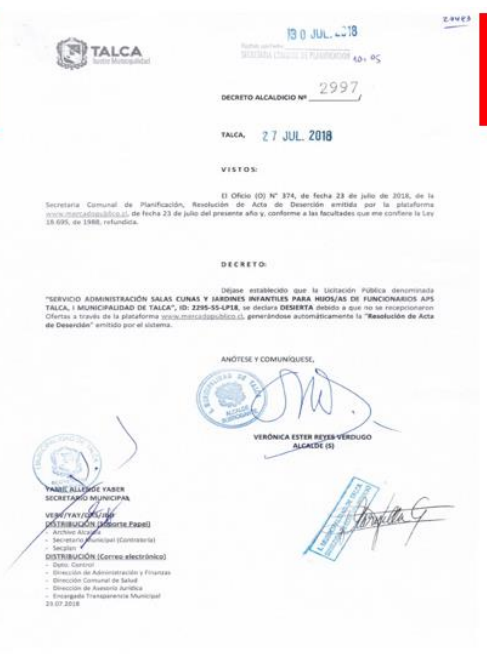 30 JUL. 2018
TALCA
Ilustre Municipalidad
SECRETARIA COMUNAL DE PLANIFICACION
10:05
DECRETO ALCALDICIO Nº 2997/
TALCA, 27 JUL. 2018
VISTOS:
El Oficio (O) N° 374, de fecha 23 de julio de 2018, de la
Secretaria Comunal de Planificación, Resolución de Acta de Deserción emitida por la plataforma
www.mercadopublico.cl, de fecha 23 de julio del presente año y, conforme a las facultades que me confiere la Ley
18.695, de 1988, refundida.
DECRETO:
Déjase establecido que la Licitación Pública denominada
"SERVICIO ADMINISTRACIÓN SALAS CUNAS Y JARDINES INFANTILES PARA HIJOS/AS DE FUNCIONARIOS APS
TALCA, I MUNICIPALIDAD DE TALCA", ID: 2295-55-LP18, se declara DESIERTA debido a que no se recepcionaron
Ofertas a través de la plataforma www.mercadopublico.cl, generándose automáticamente la "Resolución de Acta
de Deserción" emitido por el sistema.
ANÓTESE Y COMUNÍQUESE,
I. MUNICIPALIDAD DE TALCA
ALCALDE
VERÓNICA ESTER REYES VERDUGO
ALCALDE (S)
YAMIL ALLENDE YABER
SECRETARIO MUNICIPAL
DISTRIBUCIÓN (Soporte Papel)
- Archivo Alcaldía
- Secretario Municipal (Contraloría)
- Secplan
DISTRIBUCIÓN (Correo electrónico)
- Dpto. Control
- Dirección de Administración y Finanzas
- Dirección Comunal de Salud
- Dirección de Asesoría Jurídica
- Encargada Transparencia Municipal
23.07.2018